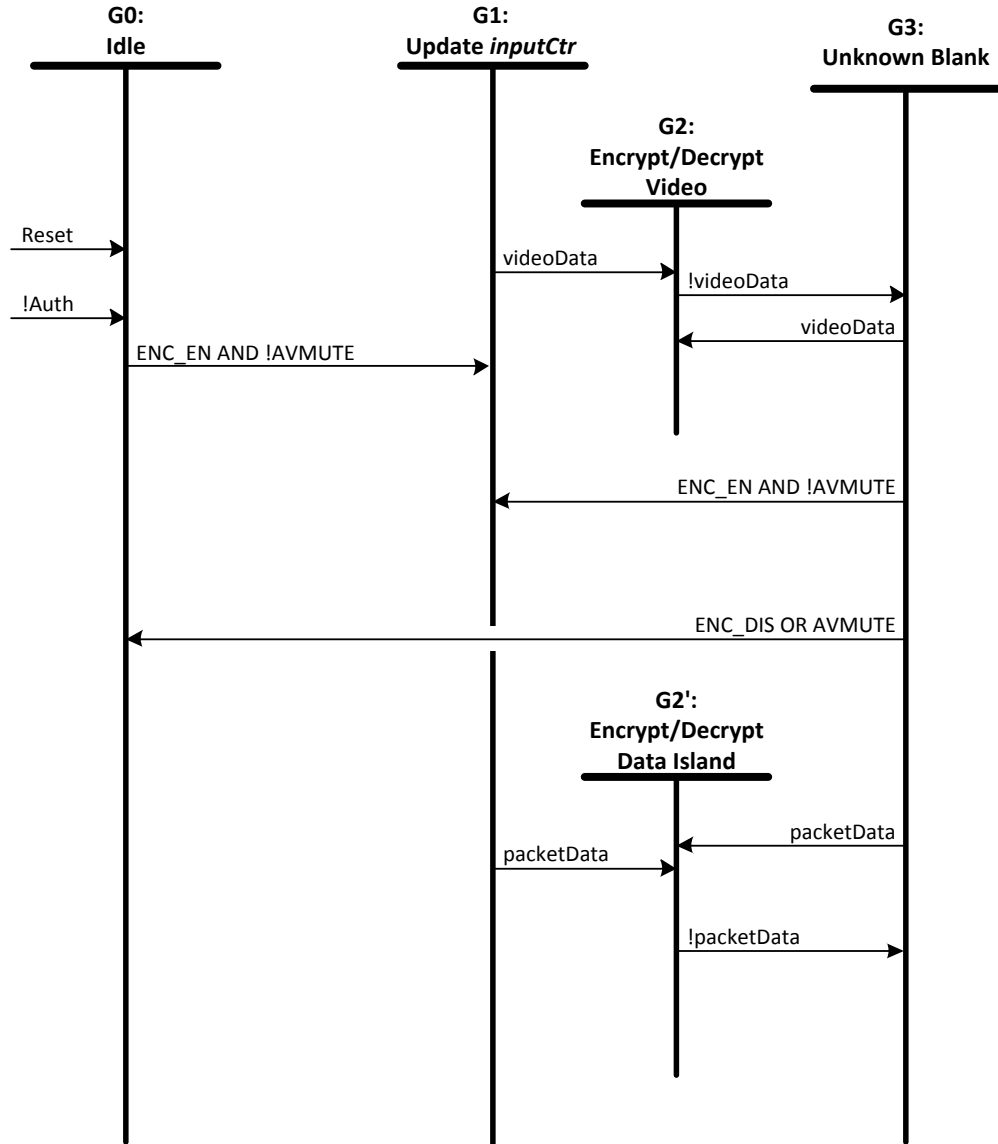 G0:
Idle
G1:
Update inputCtr
G3:
Unknown Blank
G2:
Encrypt/Decrypt
Video
Reset
videoData
!videoData
!Auth
videoData
ENC_EN AND !AVMUTE
ENC_EN AND !AVMUTE
ENC_DIS OR AVMUTE
G2':
Encrypt/Decrypt
Data Island
packetData
packetData
!packetData